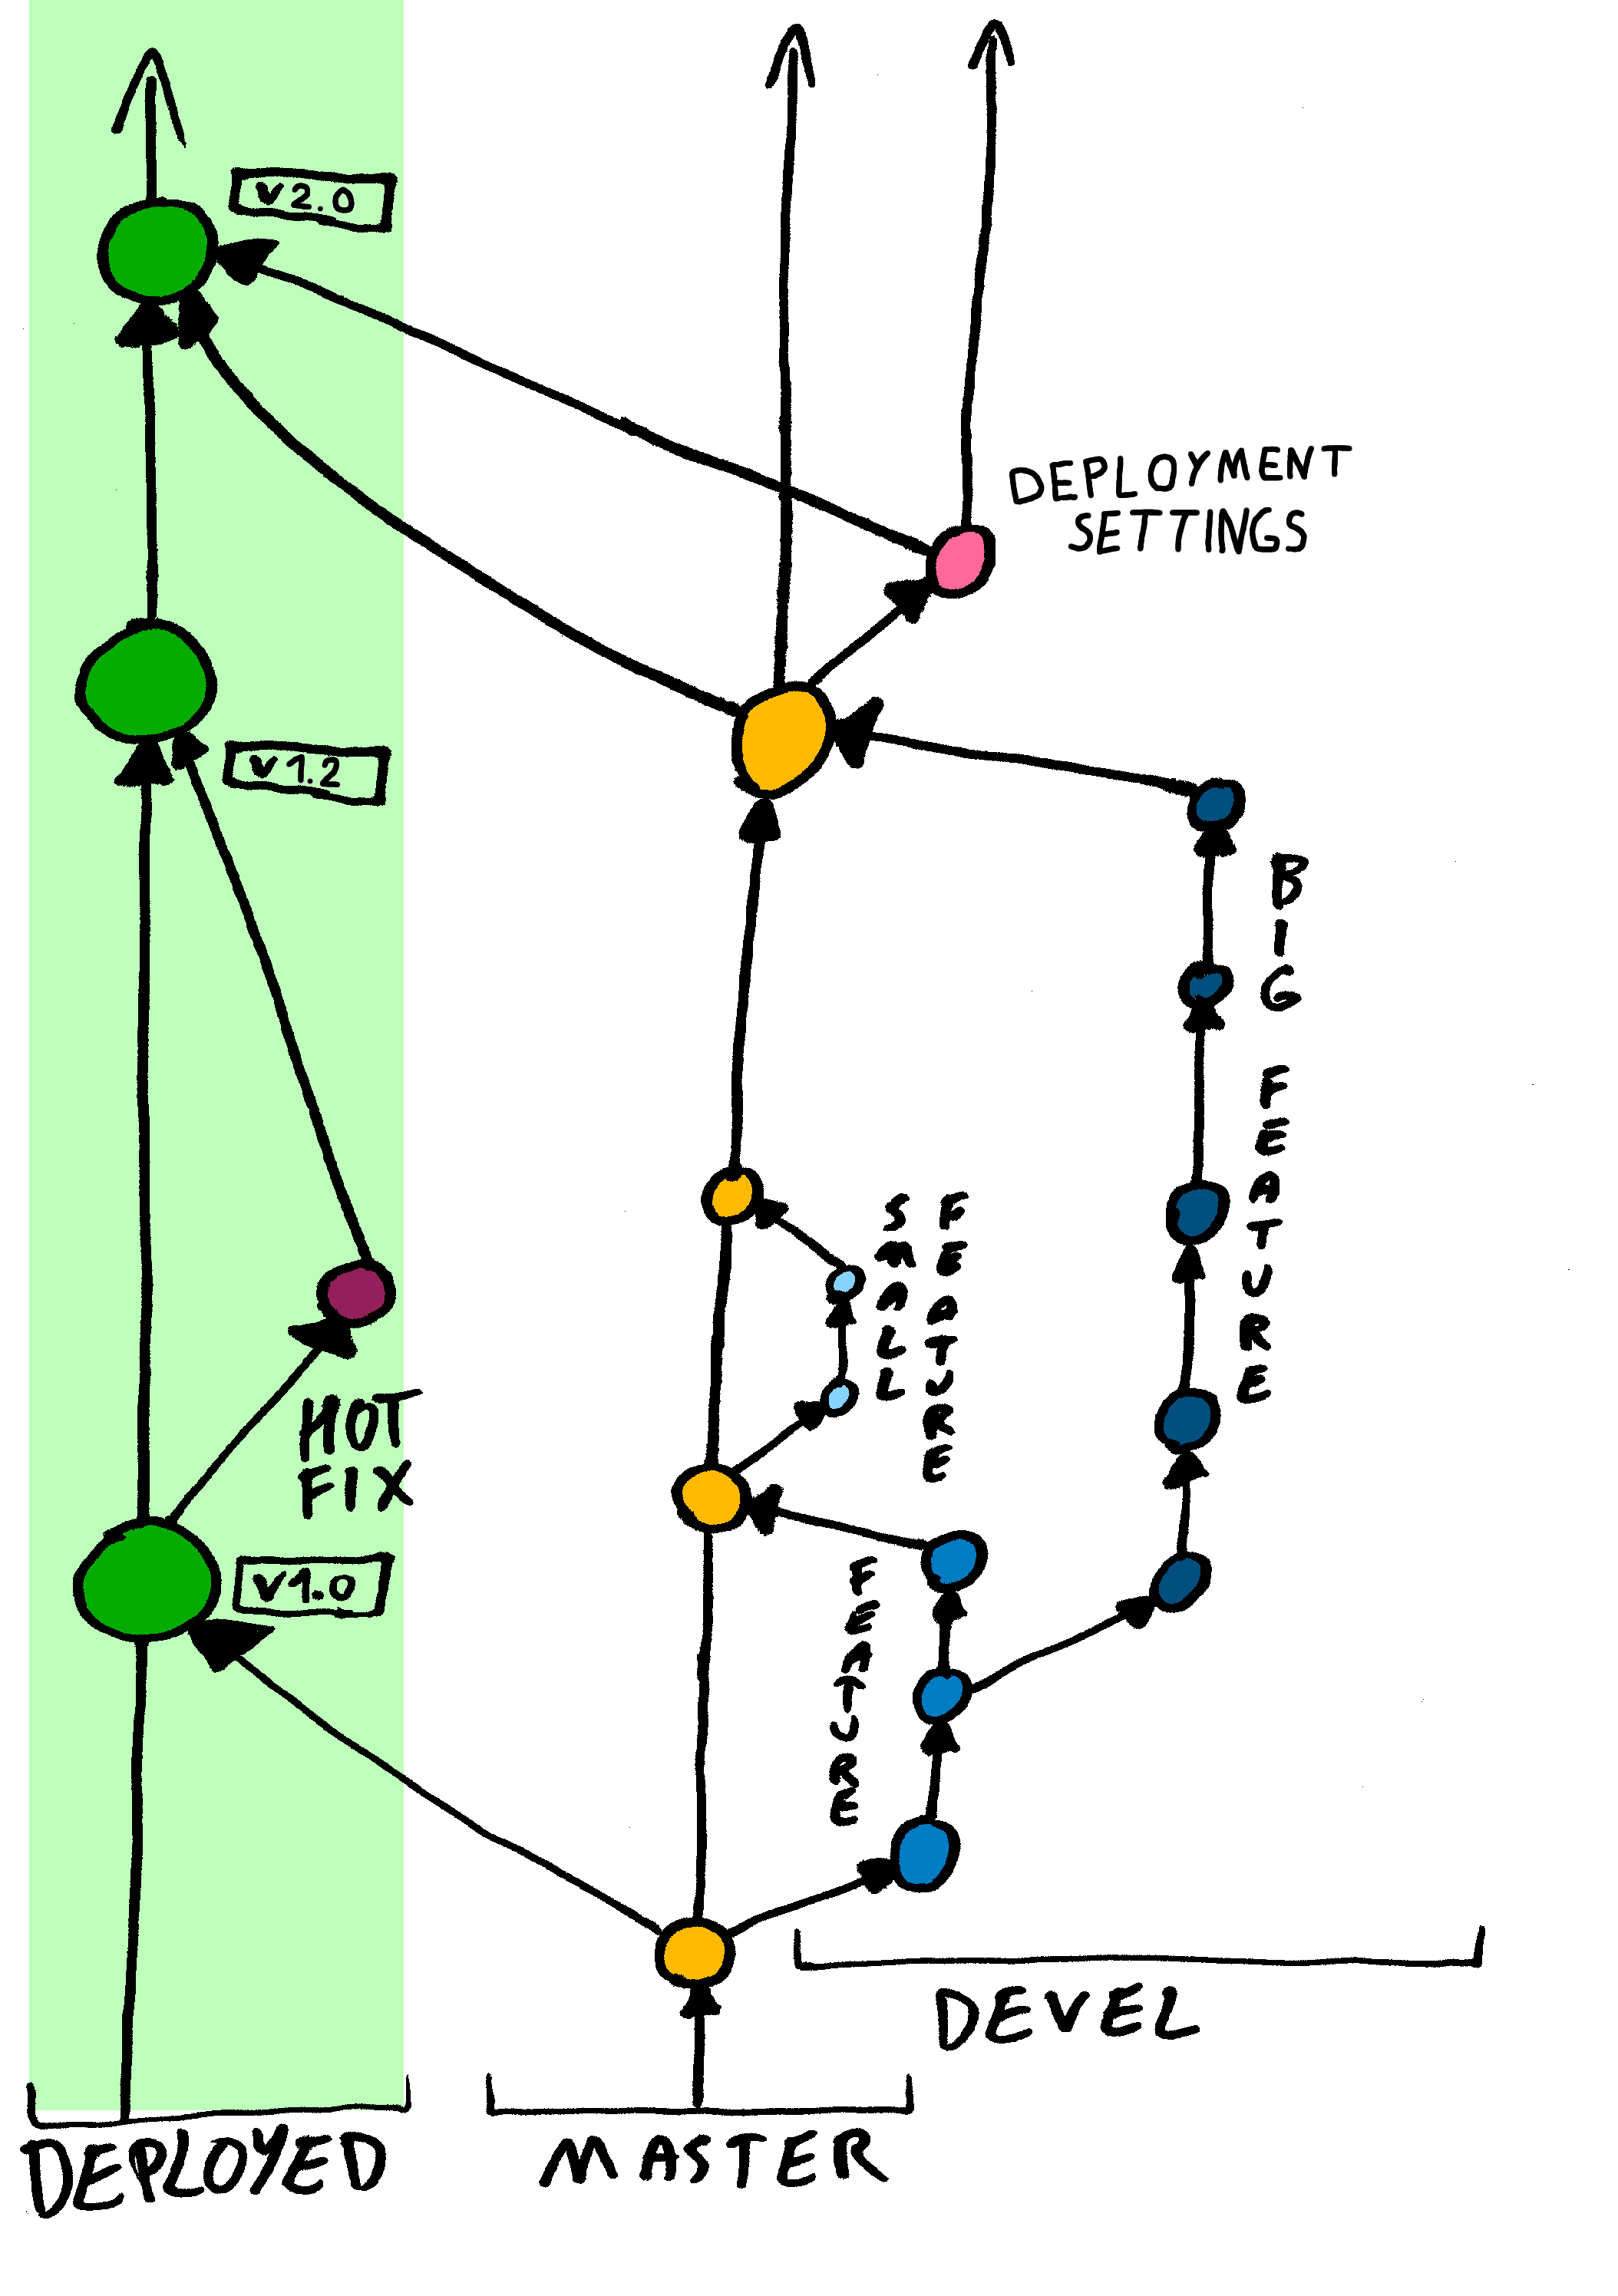 v2.0
DEPLOYMENT
SETTINGS
v1.2
BIG FEATURE
SMALL
FEATURE
HOT
FIX
v1.0
FEATURE
DEVEL
DEPLOYED
MASTER